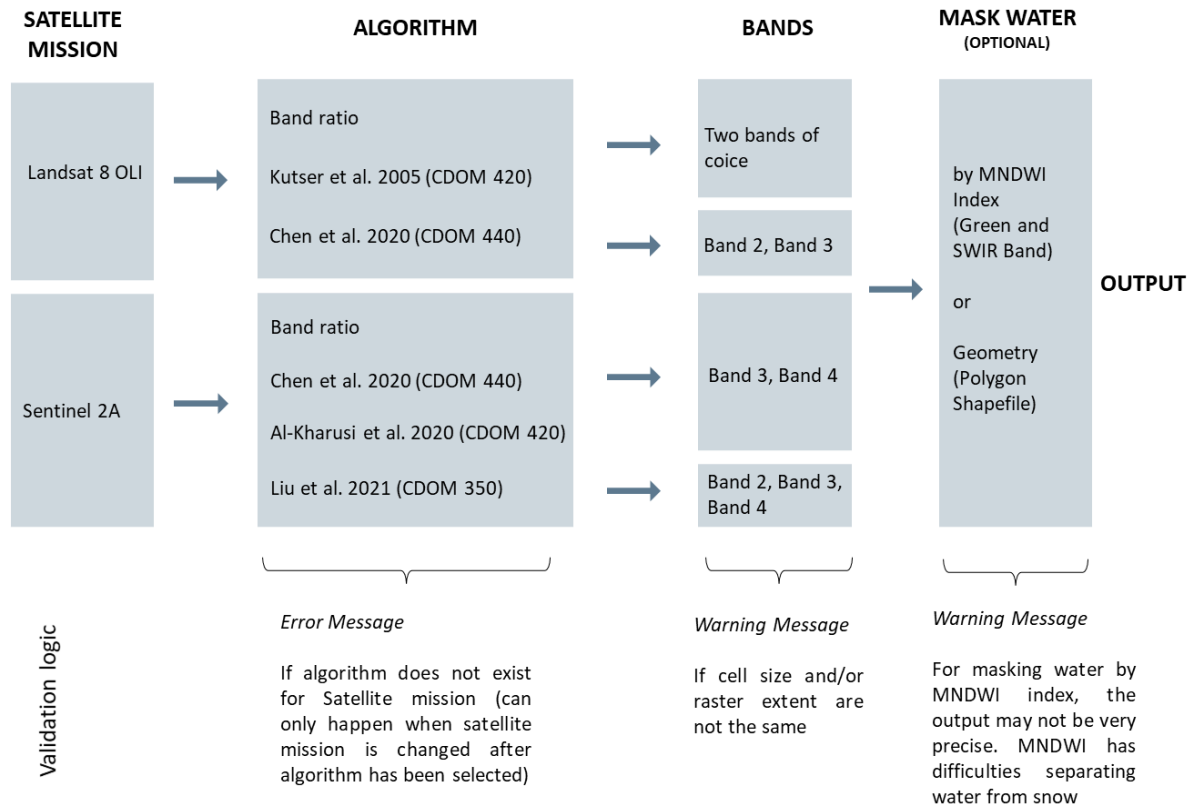 SATELLITE
MISSION
ALGORITHM
BANDS
MASK WATER
(OPTIONAL)
Landsat 8 OLI
Band ratio
Kutser et al. 2005 (CDOM 420)
Chen et al. 2020 (CDOM 440)
Two bands of
coice
Band 2, Band 3
Sentinel 2A
Band ratio
Chen et al. 2020 (CDOM 440)
Al-Kharusi et al. 2020 (CDOM 420)
Liu et al. 2021 (CDOM 350)
Band 3, Band 4
Band 2, Band 3,
Band 4
by MNDWI
Index
(Green and
SWIR Band)
or
Geometry
(Polygon
Shapefile)
OUTPUT
Validation logic
Error Message
If algorithm does not exist
for Satellite mission (can
only happen when satellite
mission is changed after
algorithm has been selected)
Warning Message
If cell size and/or
raster extent are
not the same
Warning Message
For masking water by
MNDWI index, the
output may not be very
precise. MNDWI has
difficulties separating
water from snow